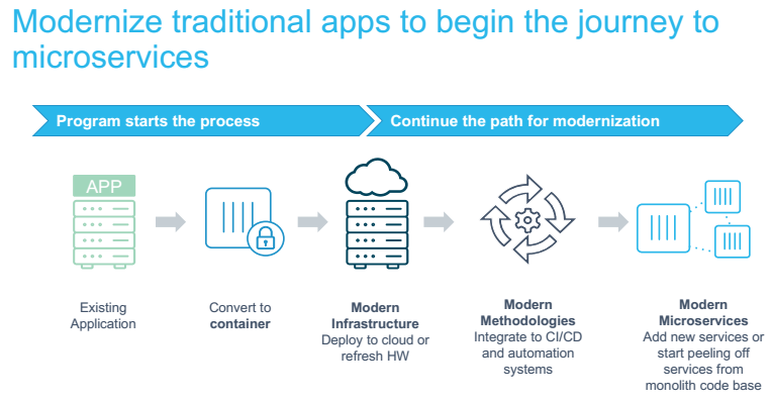 Modernize traditional apps to begin the journey to
microservices
Program starts the process
Continue the path for modernization
APP
Existing
Application
Convert to
container
Modern
Infrastructure
Deploy to cloud or
refresh HW
Modern
Methodologies
Integrate to CI/CD
and automation
systems
Modern
Microservices
Add new services or
start peeling off
services from
monolith code base